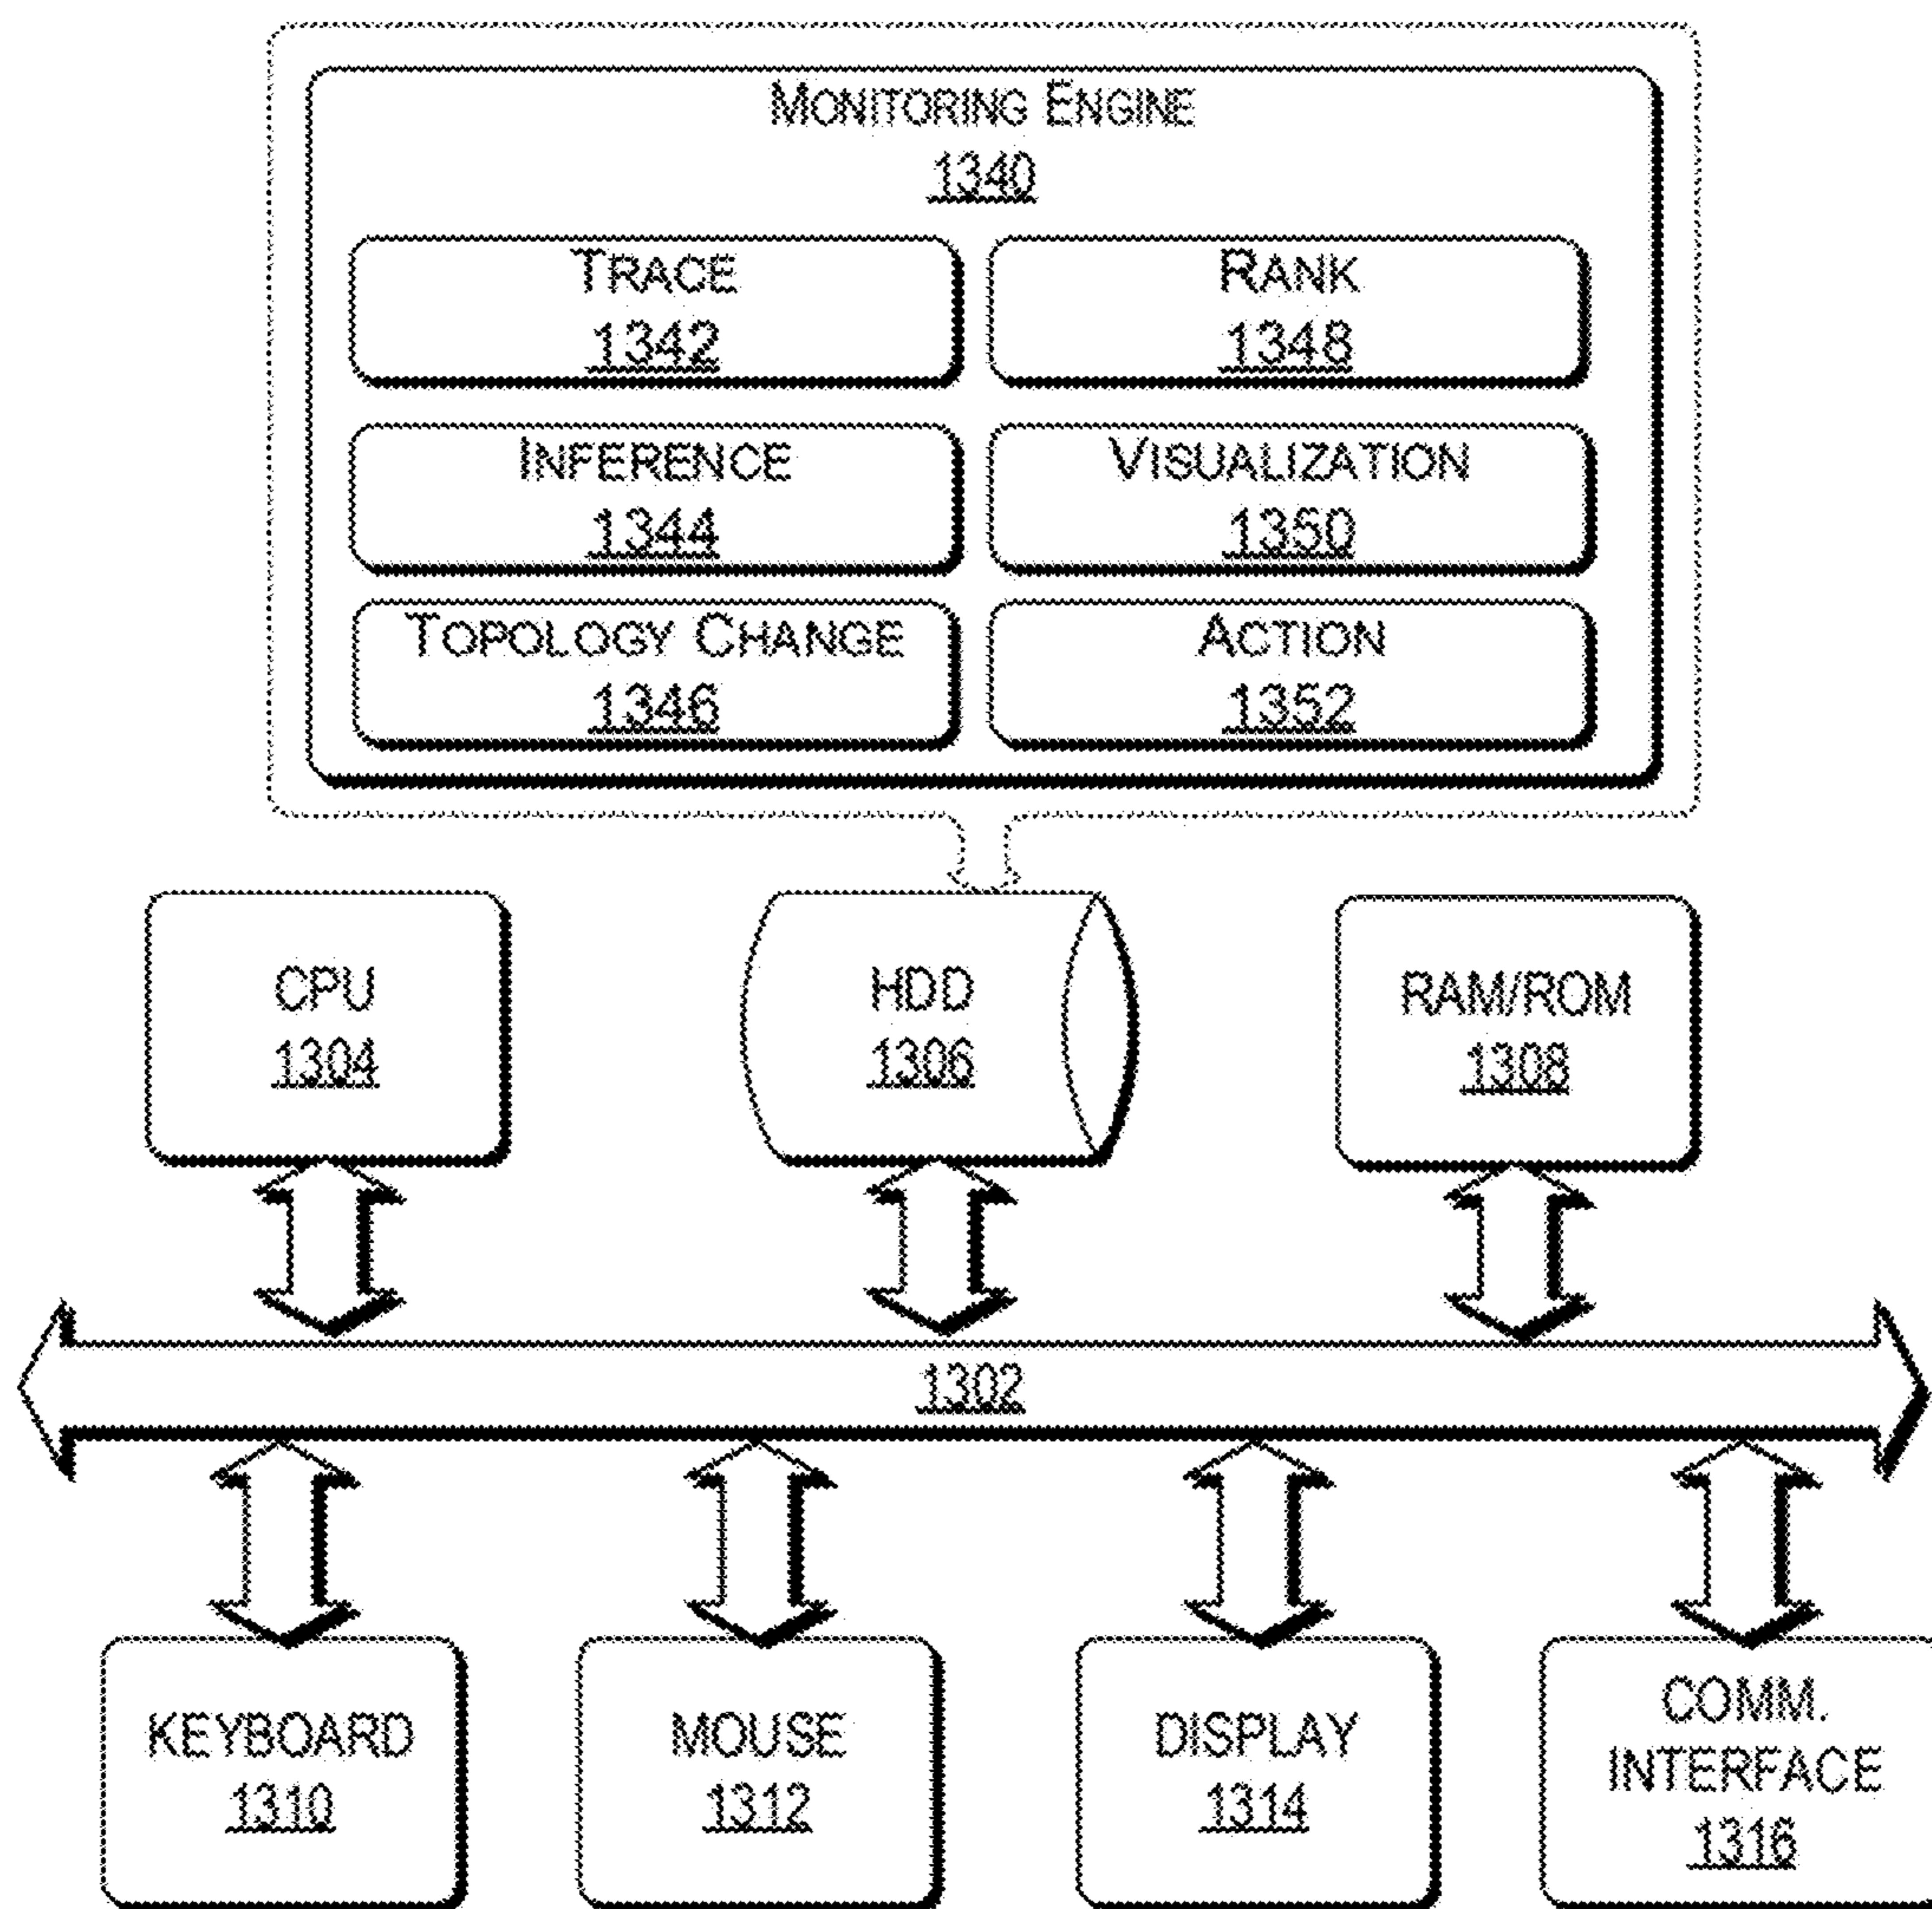 MONITORING ENGINE
1340
TRACE
1342
RANK
1348
INFERENCE
1344
VISUALIZATION
1350
TOPOLOGY CHANGE
1346
ACTION
1352
CPU
1304
HDD
1306
RAM/ROM
1308
1302
KEYBOARD
1310
MOUSE
1312
DISPLAY
1314
COMM.
INTERFACE
1316